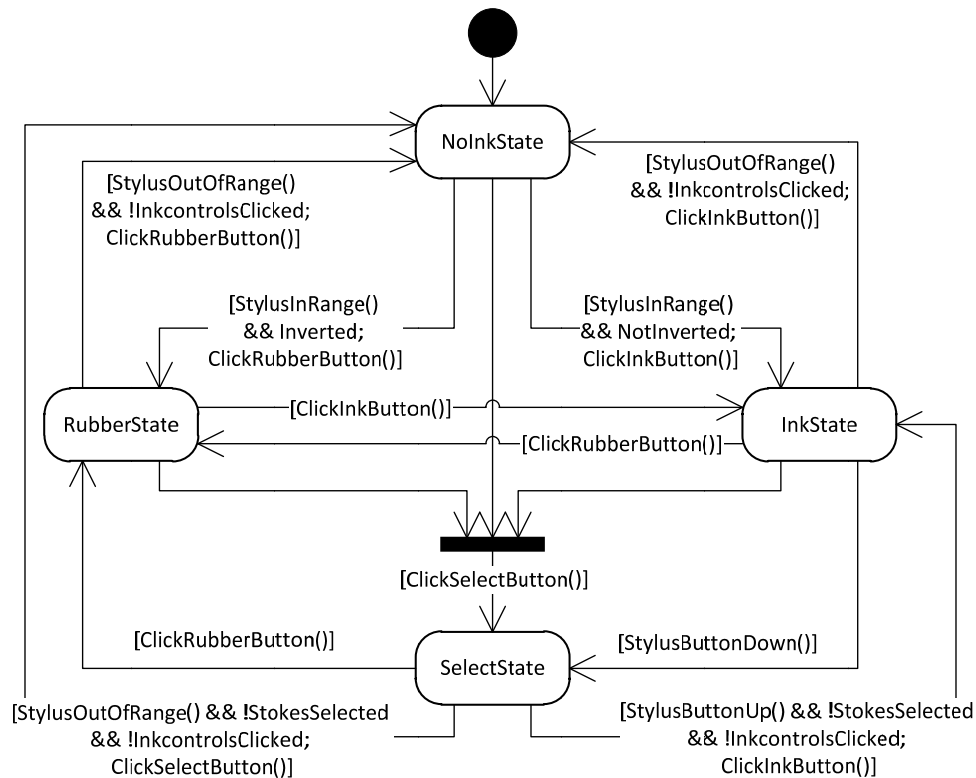 NoInkState
[StylusOutOfRange()
&& !InkcontrolsClicked;
ClickRubberButton()]
[StylusOutOfRange()
&& !InkcontrolsClicked;
ClickInkButton()]
[StylusInRange()
&& Inverted;
ClickRubberButton()]
[StylusInRange()
&& NotInverted;
ClickInkButton()]
RubberState
[ClickInkButton()]
InkState
[ClickRubberButton()]
[ClickSelectButton()]
[ClickRubberButton()]
[StylusButtonDown()]
SelectState
[StylusOutOfRange() && !StokesSelected
&& !InkcontrolsClicked;
ClickSelectButton()]
[StylusButtonUp() && !StokesSelected
&& !InkcontrolsClicked;
ClickInkButton()]